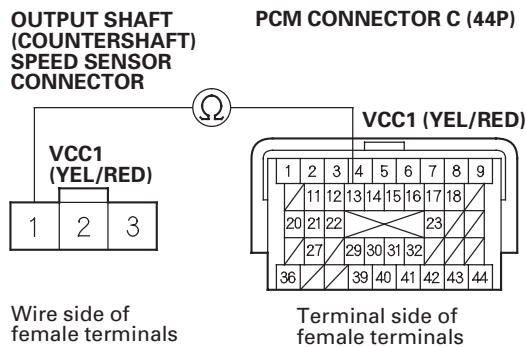 OUTPUT SHAFT
(COUNTERSHAFT)
SPEED SENSOR
CONNECTOR
PCM CONNECTOR C (44P)
Ω
VCC1 (YEL/RED)
VCC1
(YEL/RED)
1 2 3
1 2 3 4 5 6 7 8 9
11 12 13 14 15 16 17 18
20 21 22 23
27 29 30 31 32
36 39 40 41 42 43 44
Wire side of
female terminals
Terminal side of
female terminals